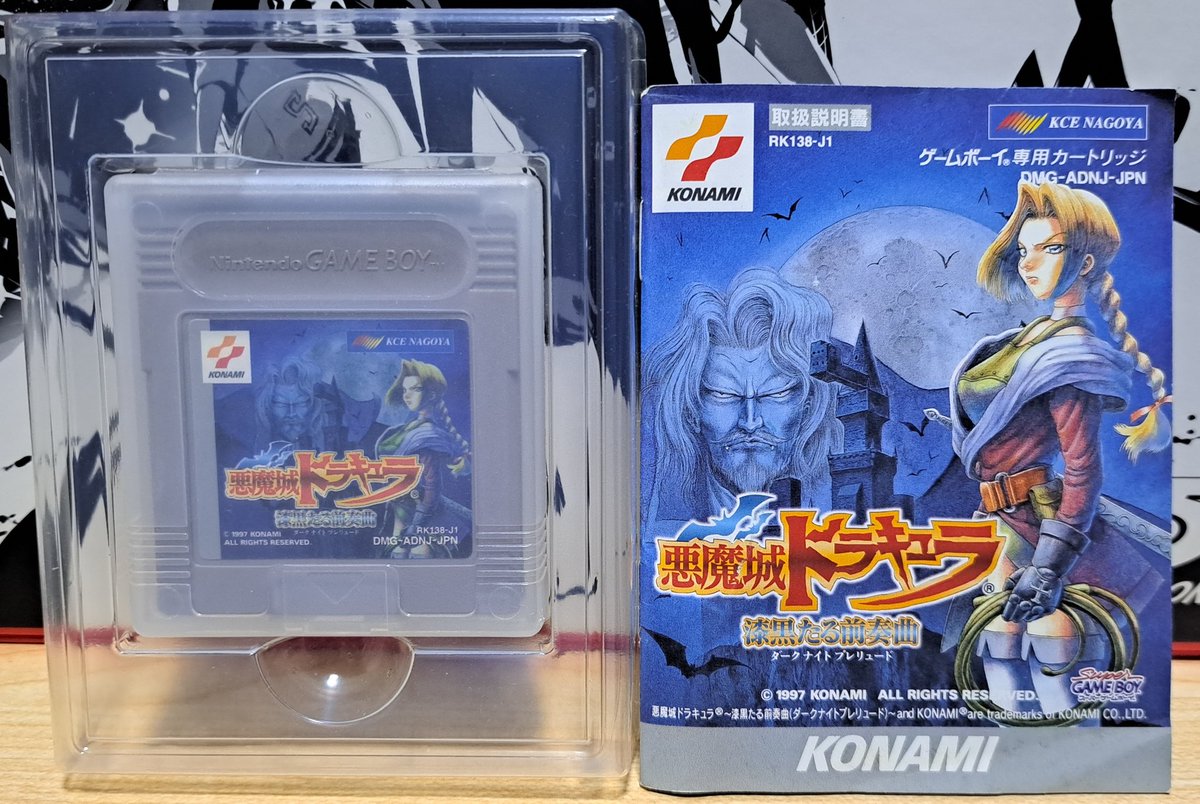 Nintendo GAME BOY™
KONAMI
KCE NAGOYA
悪魔城ドラキュラ®
漆黒たる前奏曲
ダーク ナイト プレリュード
© 1997 KONAMI
ALL RIGHTS RESERVED.
RK138-J1
DMG-ADNJ-JPN
KONAMI
取扱説明書
RK138-J1
KCE NAGOYA
ゲームボーイ®専用カートリッジ
DMG-ADNJ-JPN
悪魔城ドラキュラ®
漆黒たる前奏曲
ダーク ナイト プレリュード
Super
GAME BOY
© 1997 KONAMI ALL RIGHTS RESERVED.
悪魔城ドラキュラ®~漆黒たる前奏曲(ダークナイトプレリュード)~and KONAMI® are trademarks of KONAMI CO., LTD.
KONAMI